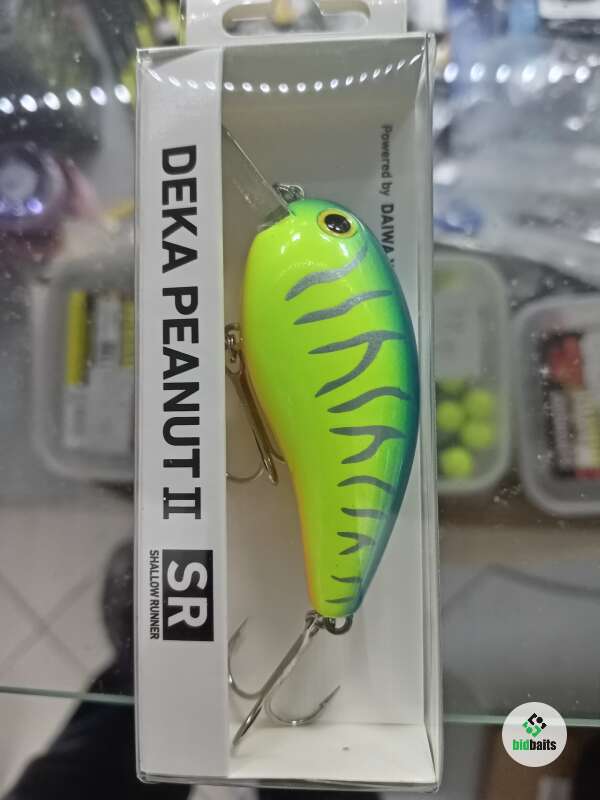 DEKA PEANUT II
SR
SHALLOW RUNNER
Powered by DAIWA
bidbaits